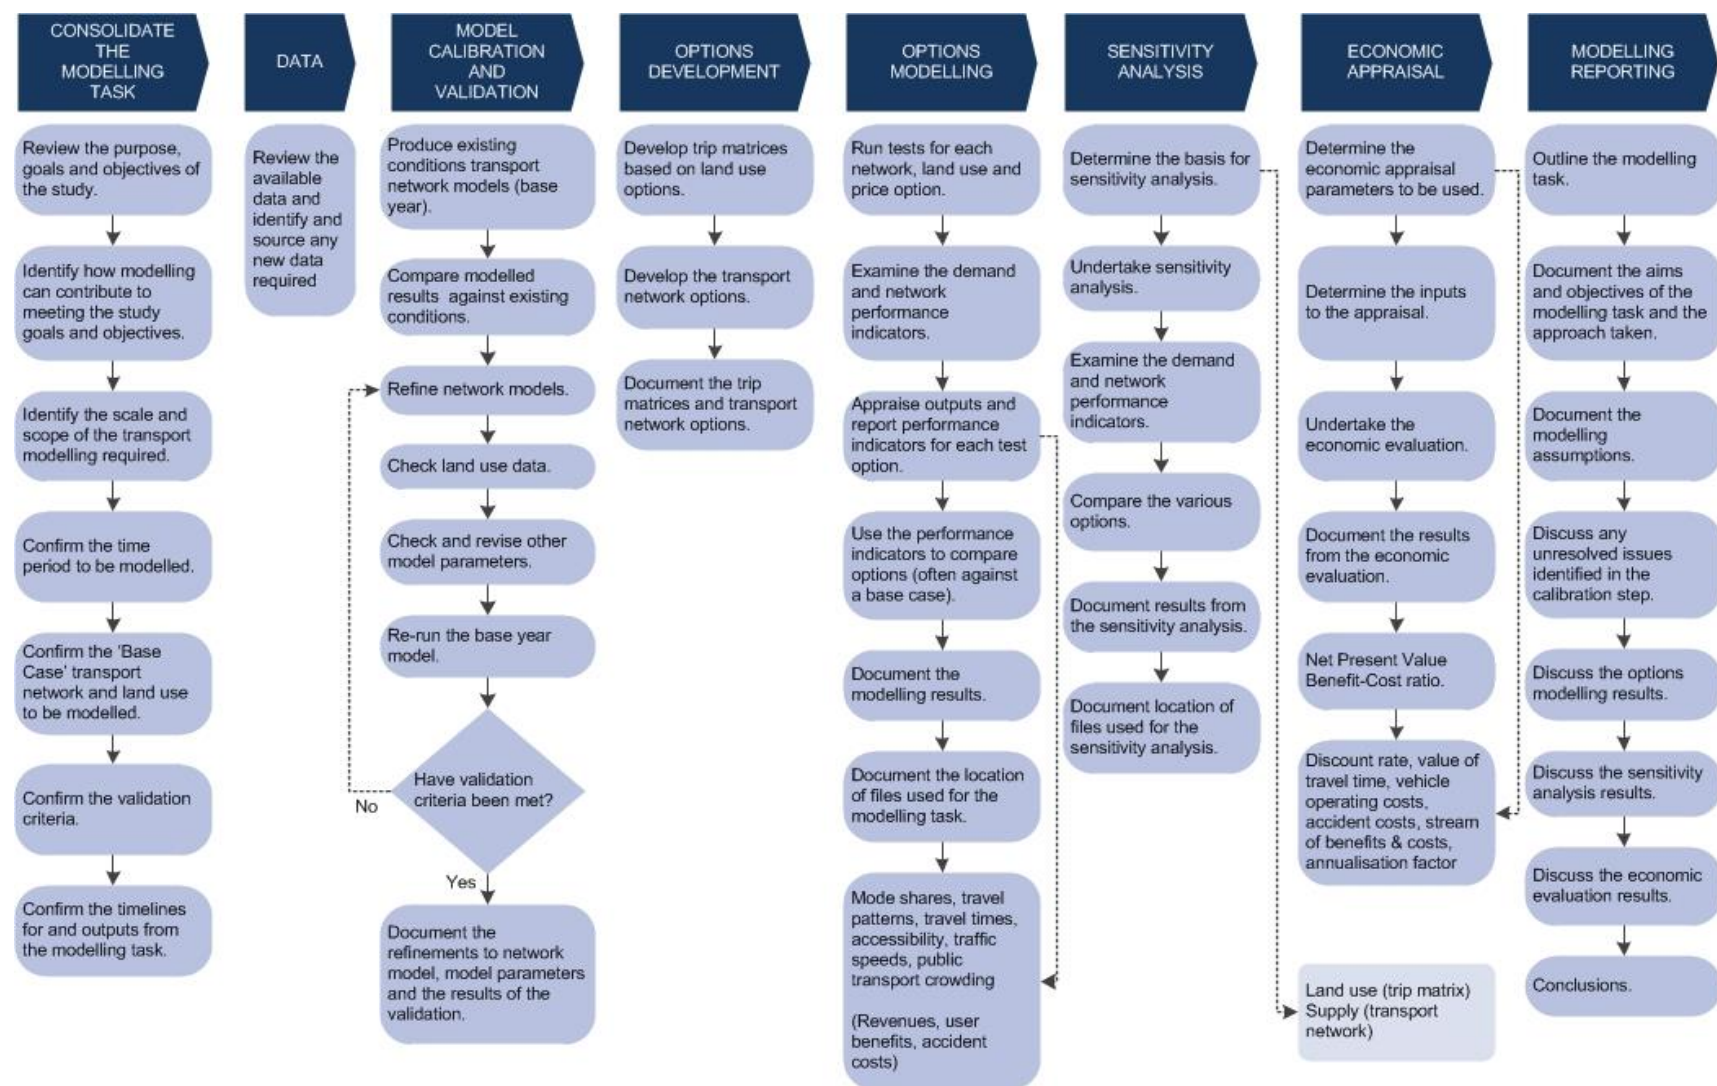 CONSOLIDATE
THE
MODELLING
TASK
Review the purpose,
goals and objectives of
the study.
Identify how modelling
can contribute to
meeting the study
goals and objectives.
Identify the scale and
scope of the transport
modelling required.
Confirm the time
period to be modelled.
Confirm the 'Base
Case' transport
network and land use
to be modelled.
Confirm the validation
criteria.
Confirm the timelines
for and outputs from
the modelling task.
DATA
Review the
available
data and
identify and
source any
new data
required
MODEL
CALIBRATION
AND
VALIDATION
Produce existing
conditions transport
network models (base
year).
Compare modelled
results against existing
conditions.
Refine network models.
Check land use data.
Check and revise other
model parameters.
Re-run the base year
model.
Have validation
criteria been met?
No
Yes
Document the
refinements to network
model, model parameters
and the results of the
validation.
OPTIONS
DEVELOPMENT
Develop trip matrices
based on land use
options.
Develop the transport
network options.
Document the trip
matrices and transport
network options.
OPTIONS
MODELLING
Run tests for each
network, land use and
price option.
Examine the demand
and network
performance
indicators.
Appraise outputs and
report performance
indicators for each test
option.
Use the performance
indicators to compare
options (often against
a base case).
Document the
modelling results.
Document the location
of files used for the
modelling task.
Mode shares, travel
patterns, travel times,
accessibility, traffic
speeds, public
transport crowding
(Revenues, user
benefits, accident
costs)
SENSITIVITY
ANALYSIS
Determine the basis for
sensitivity analysis.
Undertake sensitivity
analysis.
Examine the demand
and network
performance
indicators.
Compare the various
options.
Document results from
the sensitivity analysis.
Document location of
files used for the
sensitivity analysis.
ECONOMIC
APPRAISAL
Determine the
economic appraisal
parameters to be used.
Determine the inputs
to the appraisal.
Undertake the
economic evaluation.
Document the results
from the economic
evaluation.
Net Present Value
Benefit-Cost ratio.
Discount rate, value of
travel time, vehicle
operating costs,
accident costs, stream
of benefits & costs,
annualisation factor
Land use (trip matrix)
Supply (transport
network)
MODELLING
REPORTING
Outline the modelling
task.
Document the aims
and objectives of the
modelling task and the
approach taken.
Document the
modelling
assumptions.
Discuss any
unresolved issues
identified in the
calibration step.
Discuss the options
modelling results.
Discuss the sensitivity
analysis results.
Discuss the economic
evaluation results.
Conclusions.